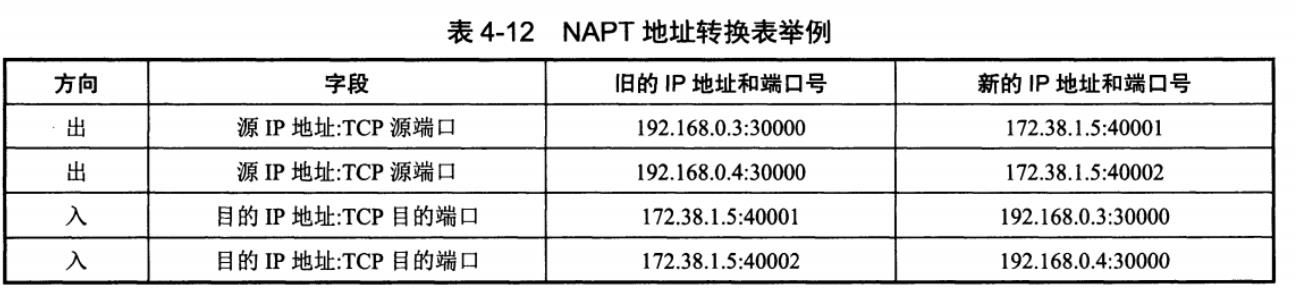 表 4-12 NAPT 地址转换表举例
方向 字段 旧的 IP 地址和端口号 新的 IP 地址和端口号
出 源 IP 地址:TCP 源端口 192.168.0.3:30000 172.38.1.5:40001
出 源 IP 地址:TCP 源端口 192.168.0.4:30000 172.38.1.5:40002
入 目的 IP 地址:TCP 目的端口 172.38.1.5:40001 192.168.0.3:30000
入 目的 IP 地址:TCP 目的端口 172.38.1.5:40002 192.168.0.4:30000